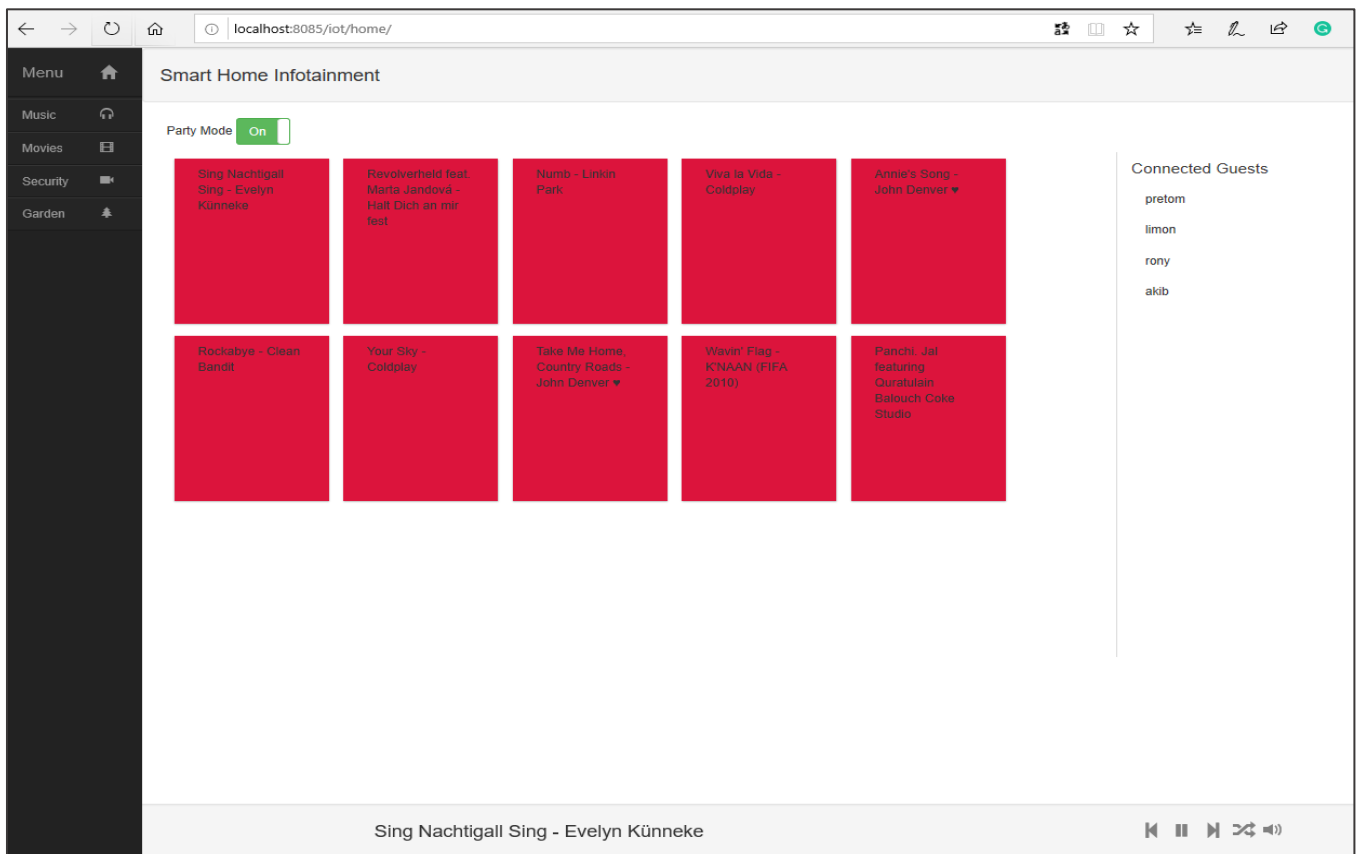 localhost:8085/iot/home/
Menu
Smart Home Infotainment
Music
Movies
Security
Garden
Party Mode On
Sing Nachtigall
Sing - Evelyn
Künneke
Revolverheld feat.
Marta Jandová -
Halt Dich an mir
fest
Numb - Linkin
Park
Viva la Vida -
Coldplay
Annie's Song -
John Denver ♥
Rockabye - Clean
Bandit
Your Sky -
Coldplay
Take Me Home,
Country Roads -
John Denver ♥
Wavin' Flag -
K'NAAN (FIFA
2010)
Panchi, Jal
featuring
Quratulain
Balouch Coke
Studio
Connected Guests
pretom
limon
rony
akib
Sing Nachtigall Sing - Evelyn Künneke